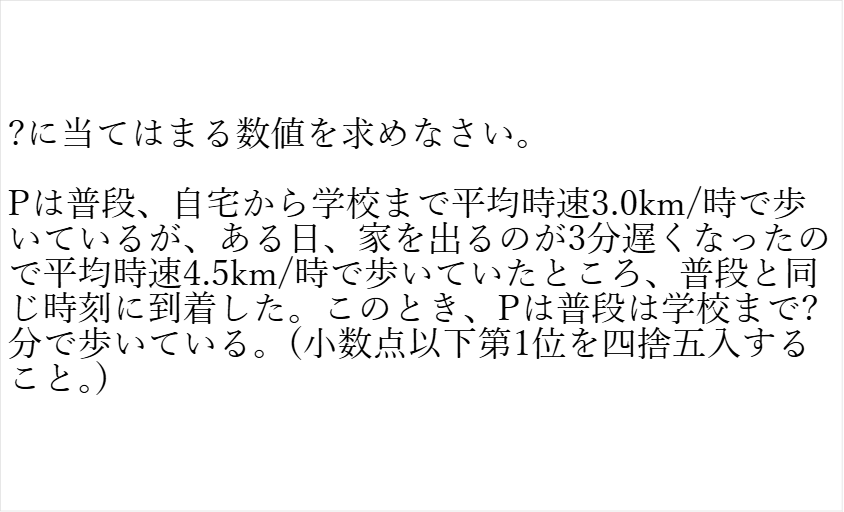 ?に当てはまる数値を求めなさい。
Pは普段、自宅から学校まで平均時速3.0km/時で歩
いているが、ある日、家を出るのが3分遅くなったの
で平均時速4.5km/時で歩いていたところ、普段と同
じ時刻に到着した。このとき、Pは普段は学校まで?
分で歩いている。(小数点以下第1位を四捨五入する
こと。)